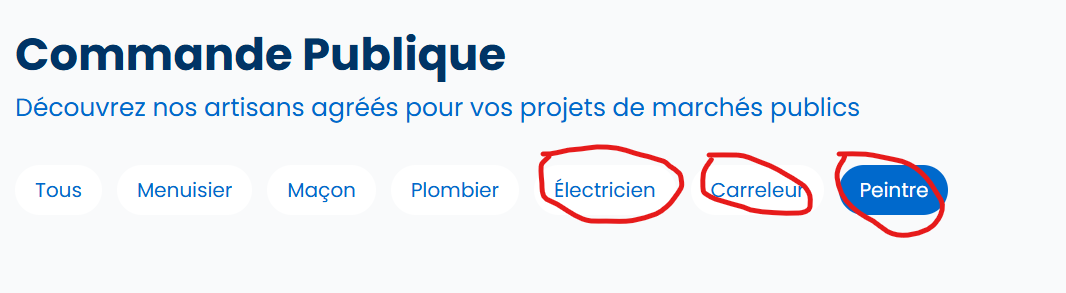 Commande Publique
Découvrez nos artisans agréés pour vos projets de marchés publics
Tous Menuisier Maçon Plombier Électricien Carreleur Peintre